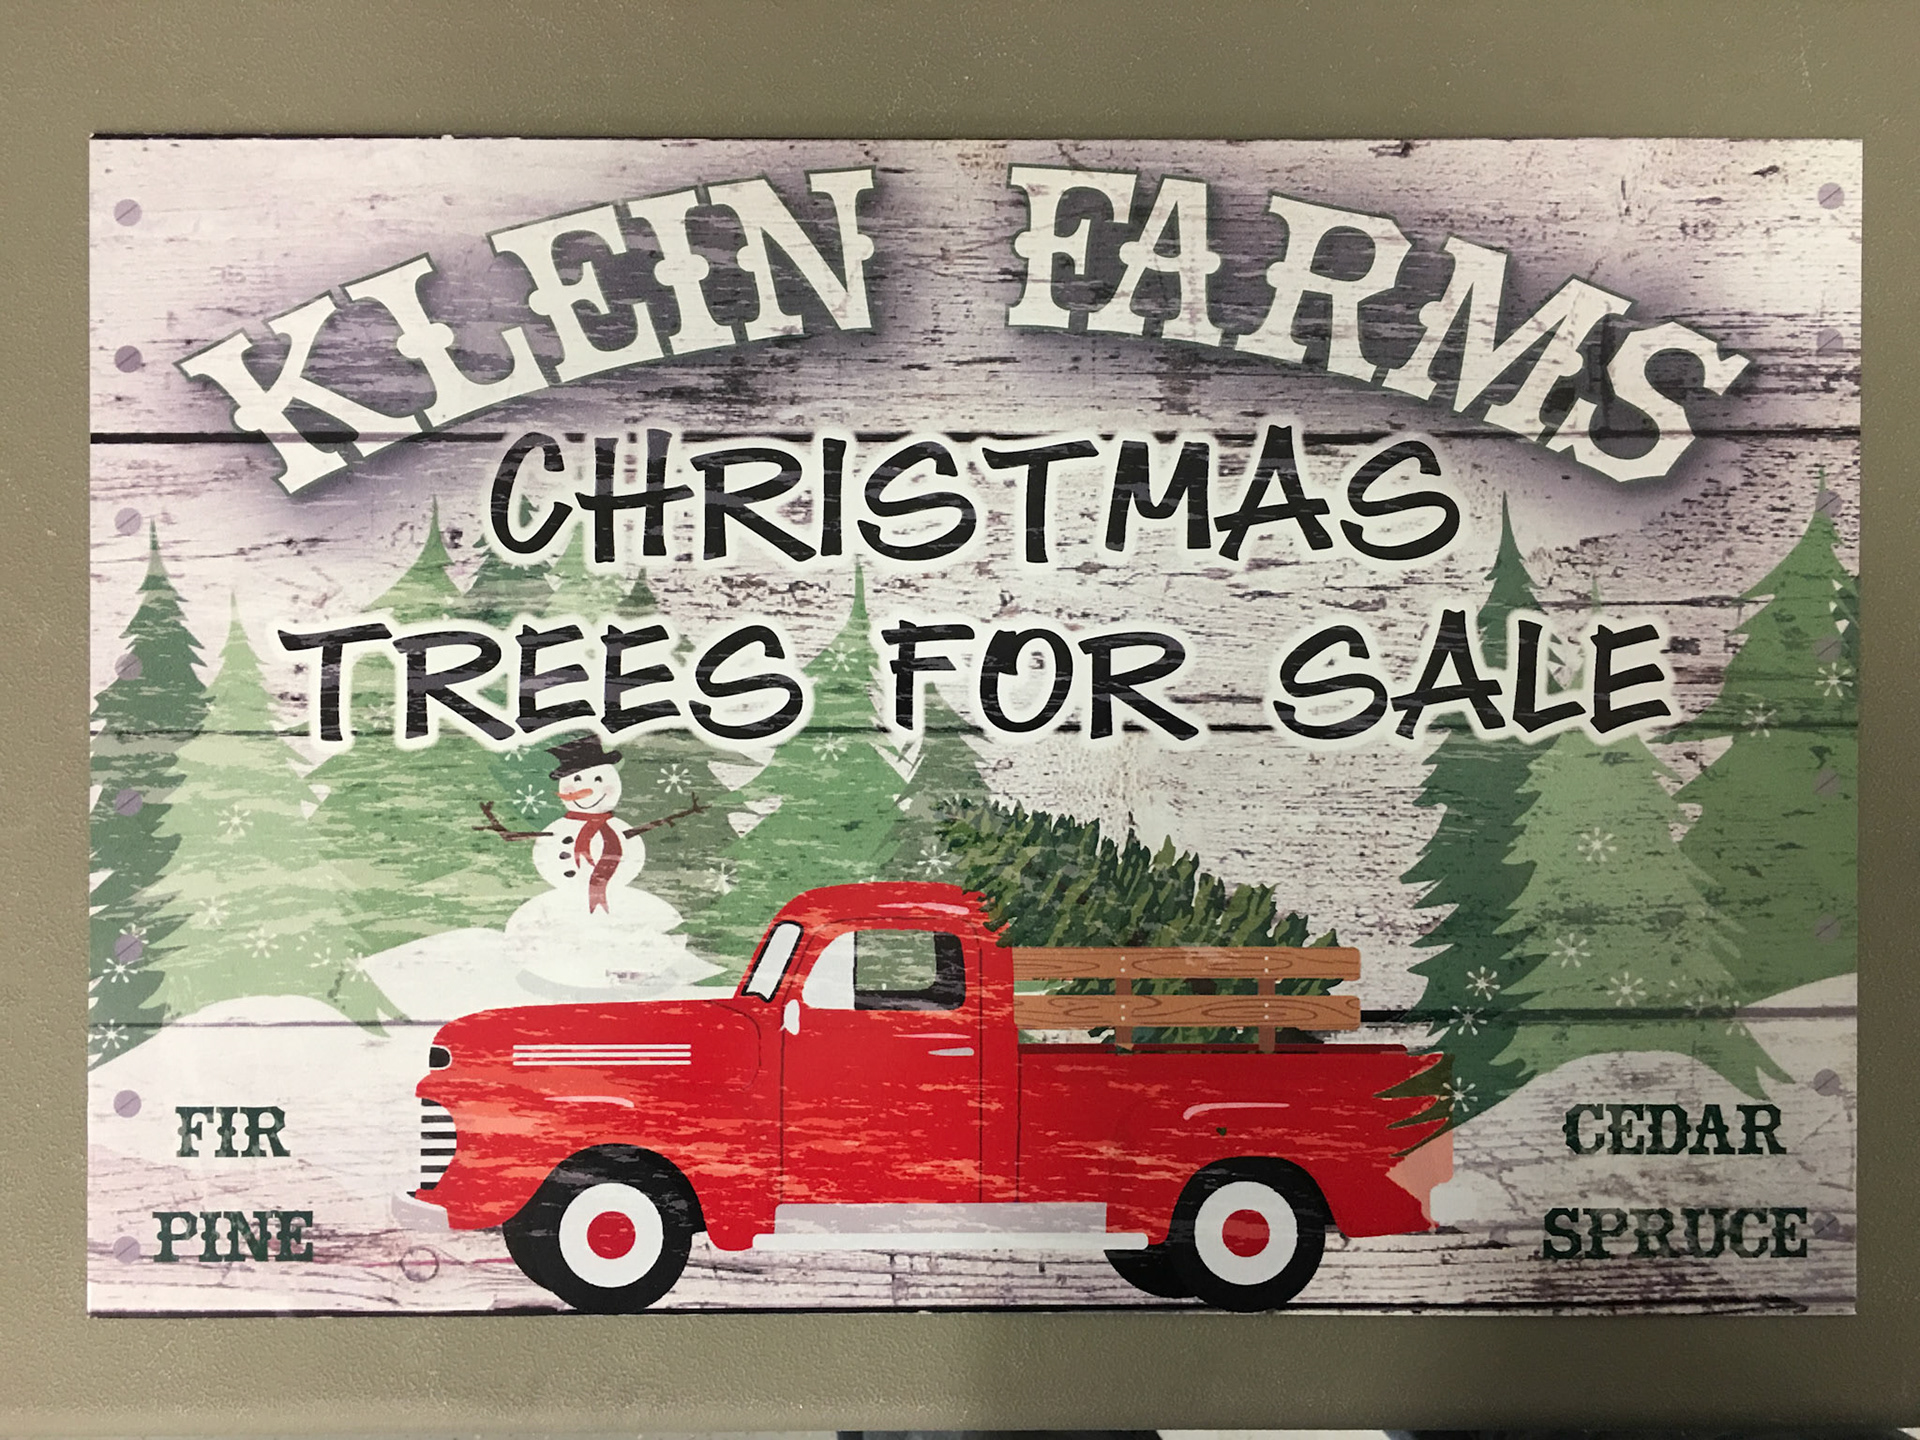 KLEIN FARMS
CHRISTMAS
TREES FOR SALE
FIR
PINE
CEDAR
SPRUCE